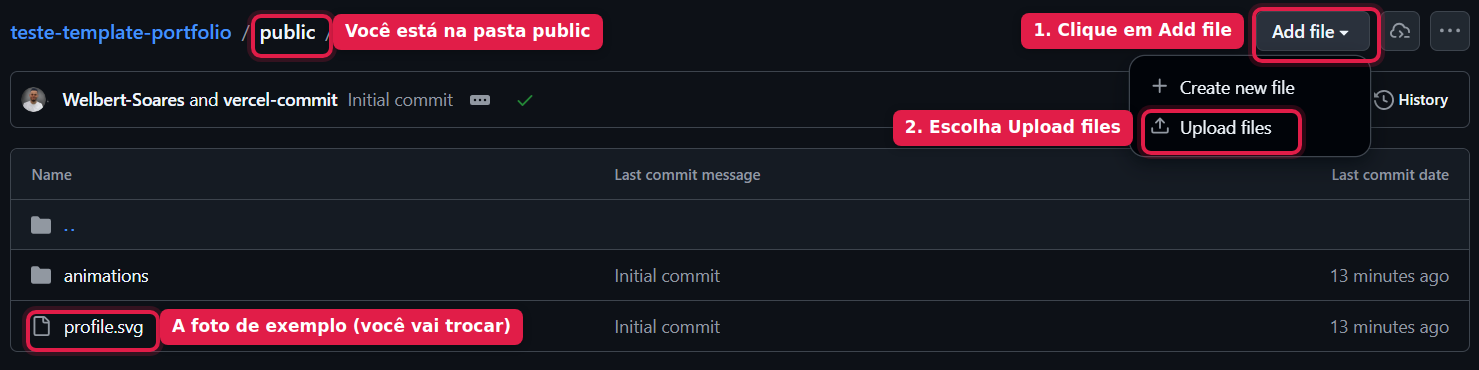 teste-template-portfolio / public / Você está na pasta public 1. Clique em Add file Add file
Create new file
Welbert-Soares and vercel-commit Initial commit History
2. Escolha Upload files Upload files
Name Last commit message Last commit date
..
animations Initial commit 13 minutes ago
profile.svg A foto de exemplo (você vai trocar) Initial commit 13 minutes ago